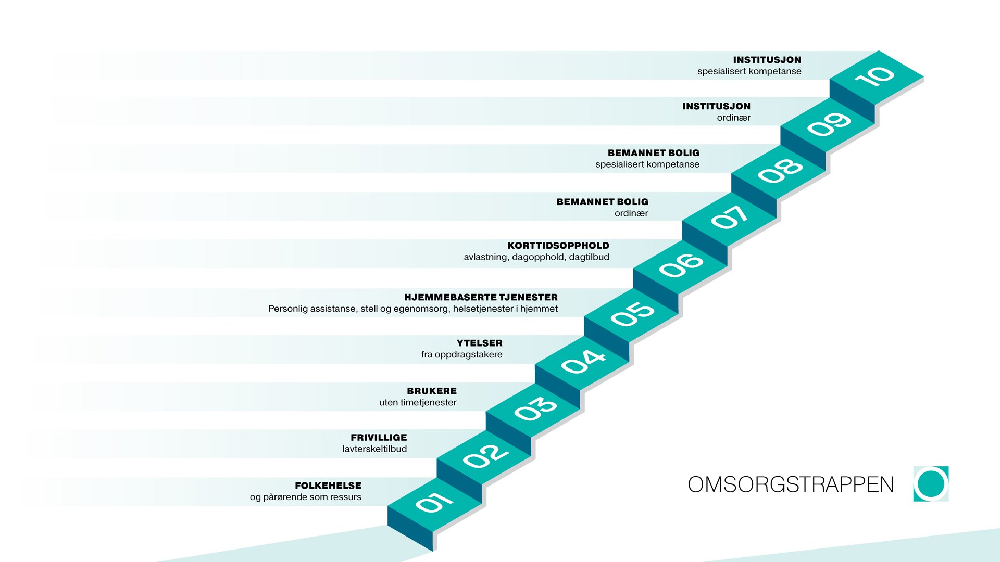 INSTITUSJON
spesialisert kompetanse
10
INSTITUSJON
ordinær
09
BEMANNET BOLIG
spesialisert kompetanse
08
BEMANNET BOLIG
ordinær
07
KORTTIDSOPPHOLD
avlastning, dagopphold, dagtilbud
06
HJEMMEBASERTE TJENESTER
Personlig assistanse, stell og egenomsorg, helsetjenester i hjemmet
05
YTELSER
fra oppdragstakere
04
BRUKERE
uten timetjenester
03
FRIVILLIGE
lavterskeltilbud
02
FOLKEHELSE
og pårørende som ressurs
01
OMSORGSTRAPPEN